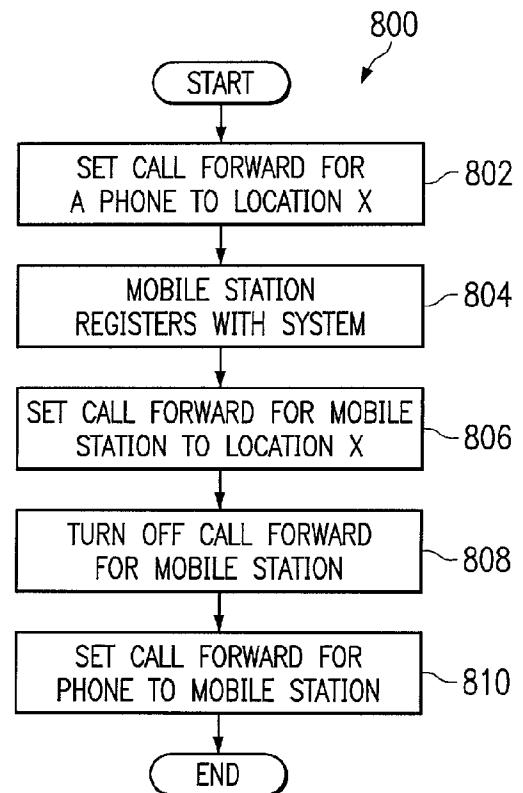 800
START
SET CALL FORWARD FOR
A PHONE TO LOCATION X
802
MOBILE STATION
REGISTERS WITH SYSTEM
804
SET CALL FORWARD FOR MOBILE
STATION TO LOCATION X
806
TURN OFF CALL FORWARD
FOR MOBILE STATION
808
SET CALL FORWARD FOR
PHONE TO MOBILE STATION
810
END